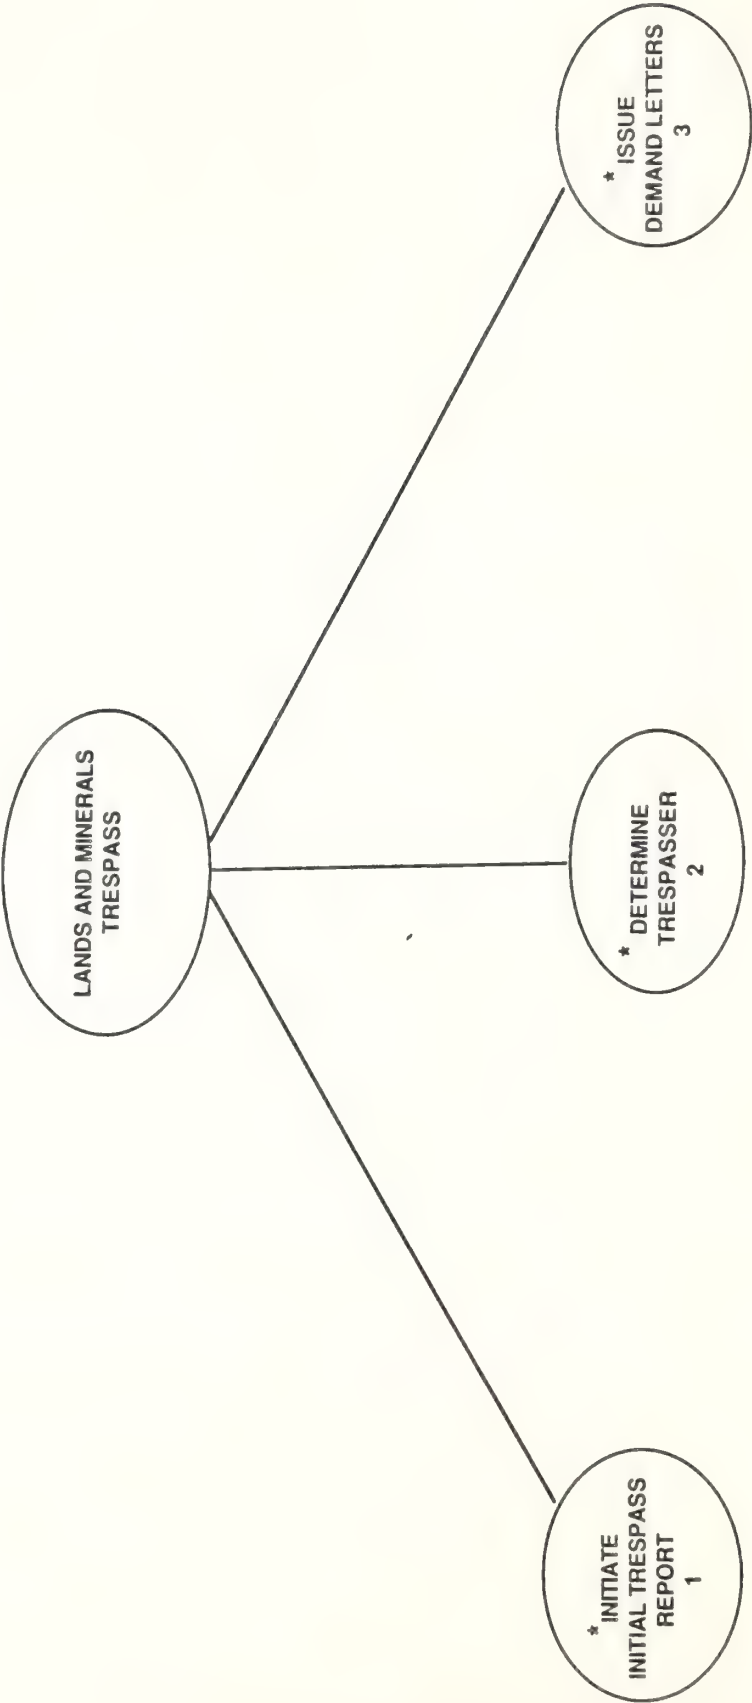 LANDS AND MINERALS
TRESPASS
* INITIATE
INITIAL TRESPASS
REPORT
1
* DETERMINE
TRESPASSER
2
* ISSUE
DEMAND LETTERS
3